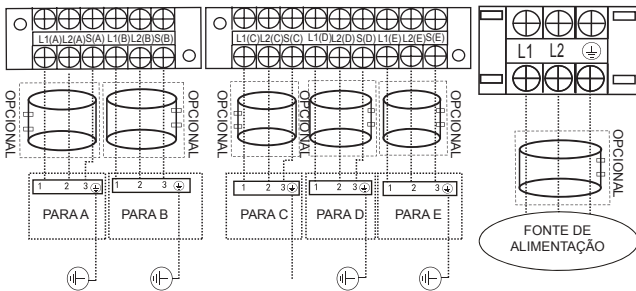 L1(A) L2(A) S(A) L1(B) L2(B) S(B)
L1(C) L2(C) S(C) L1(D) L2(D) S(D) L1(E) L2(E) S(E)
L1 L2
OPCIONAL
OPCIONAL
OPCIONAL
OPCIONAL
OPCIONAL
OPCIONAL
1 2 3
1 2 3
1 2 3
1 2 3
1 2 3
PARA A
PARA B
PARA C
PARA D
PARA E
FONTE DE
ALIMENTAÇÃO